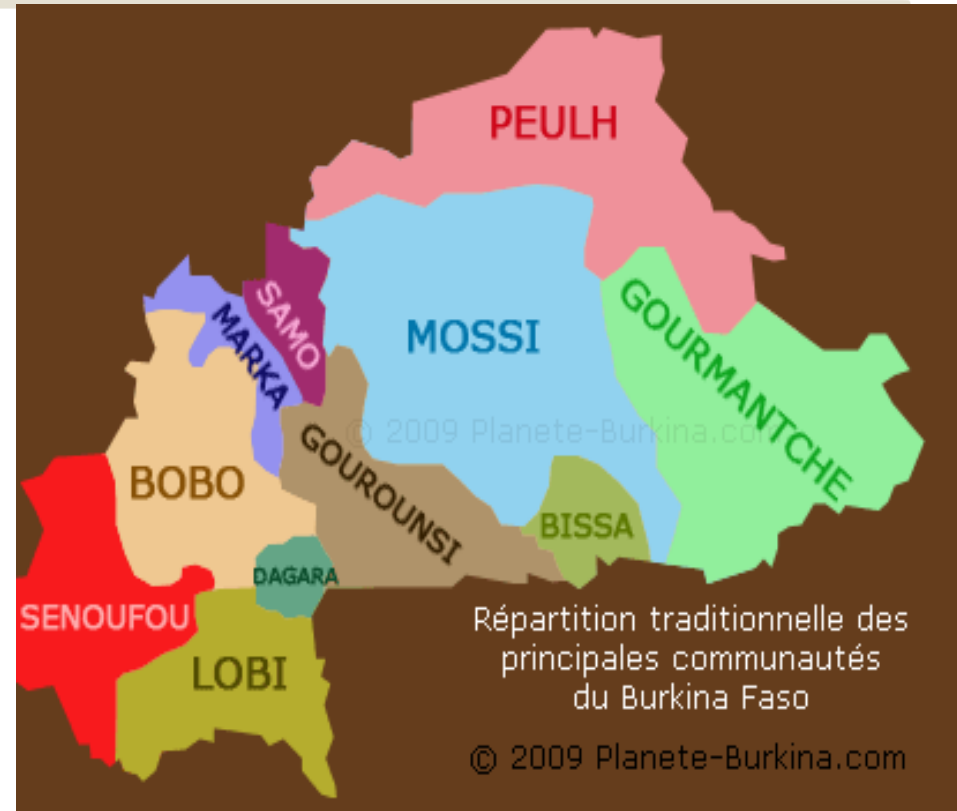 PEULH
SAMO
MARKA
MOSSI
GOURMANTCHE
© 2009 Planete-Burkina.com
GOUROUNSI
BOBO
BISSA
DAGARA
SENOUFOU
LOBI
Répartition traditionnelle des
principales communautés
du Burkina Faso
© 2009 Planete-Burkina.com